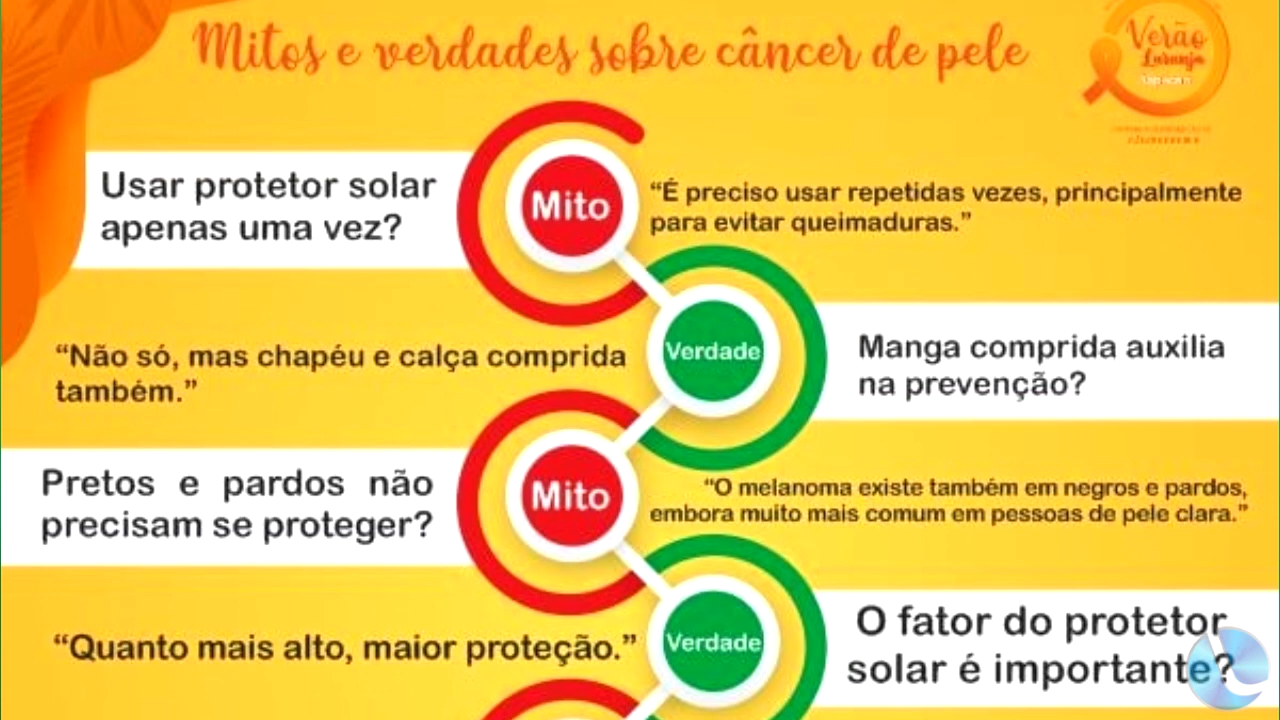 Mitos e verdades sobre câncer de pele
Verão
Laranja
Usar protetor solar
apenas uma vez?
Mito
“É preciso usar repetidas vezes, principalmente
para evitar queimaduras.”
“Não só, mas chapéu e calça comprida
também.”
Verdade
Manga comprida auxilia
na prevenção?
Pretos e pardos não
precisam se proteger?
Mito
“O melanoma existe também em negros e pardos,
embora muito mais comum em pessoas de pele clara.”
“Quanto mais alto, maior proteção.”
Verdade
O fator do protetor
solar é importante?